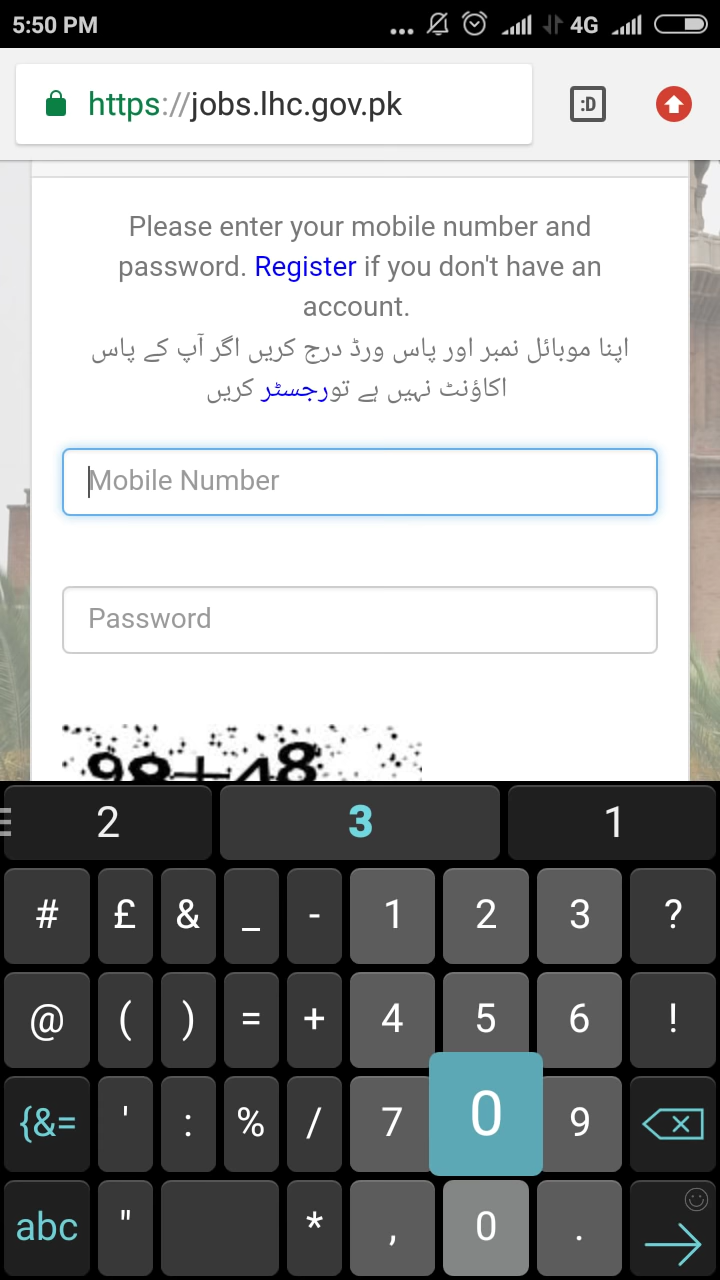 5:50 PM
4G
https://jobs.lhc.gov.pk
:D
Please enter your mobile number and
password. Register if you don't have an
account.
اپنا موبائل نمبر اور پاس ورڈ درج کریں اگر آپ کے پاس
اکاؤنٹ نہیں ہے تورجسٹر کریں
Mobile Number
Password
98+48
2 3 1
# £ & _ - 1 2 3 ?
@ ( ) = + 4 5 6 !
{&= ' : % / 7 0 9
abc " * , 0 .